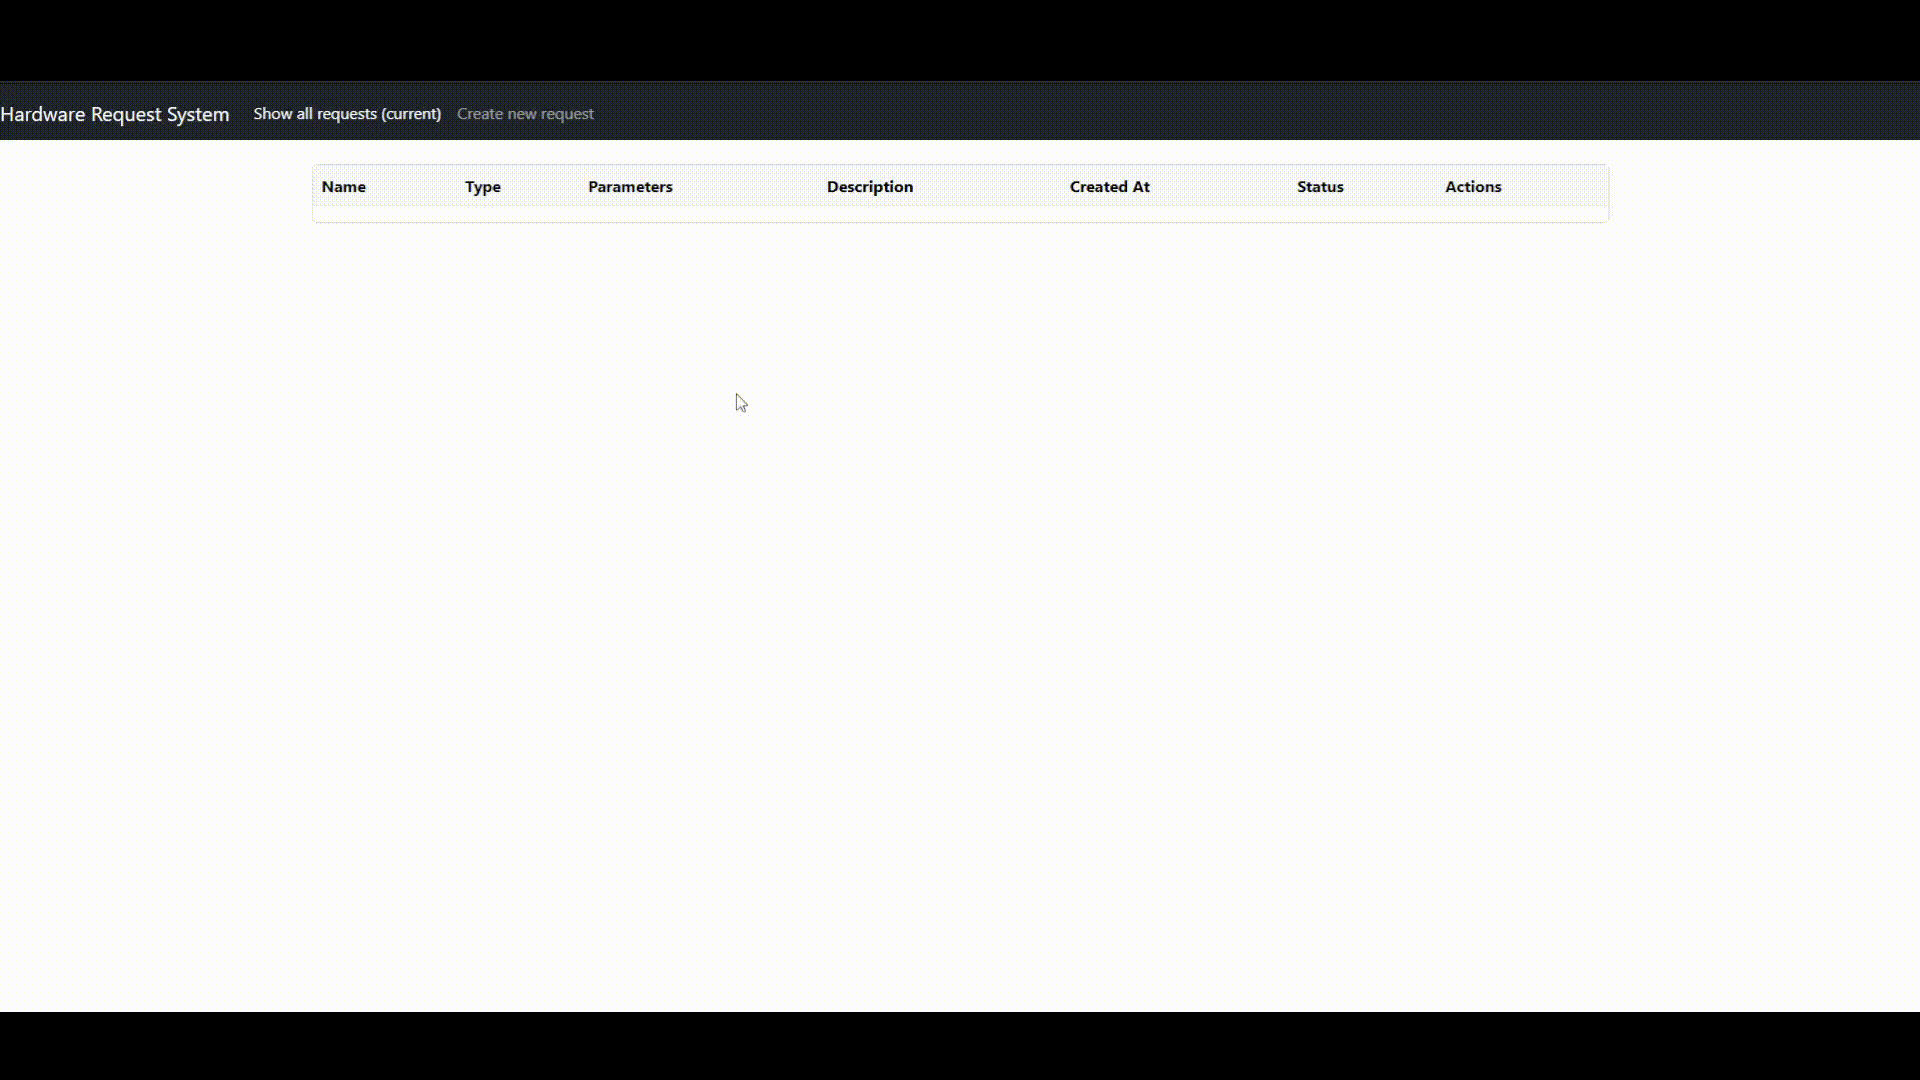 Hardware Request System Show all requests (current) Create new request
Name Type Parameters Description Created At Status Actions